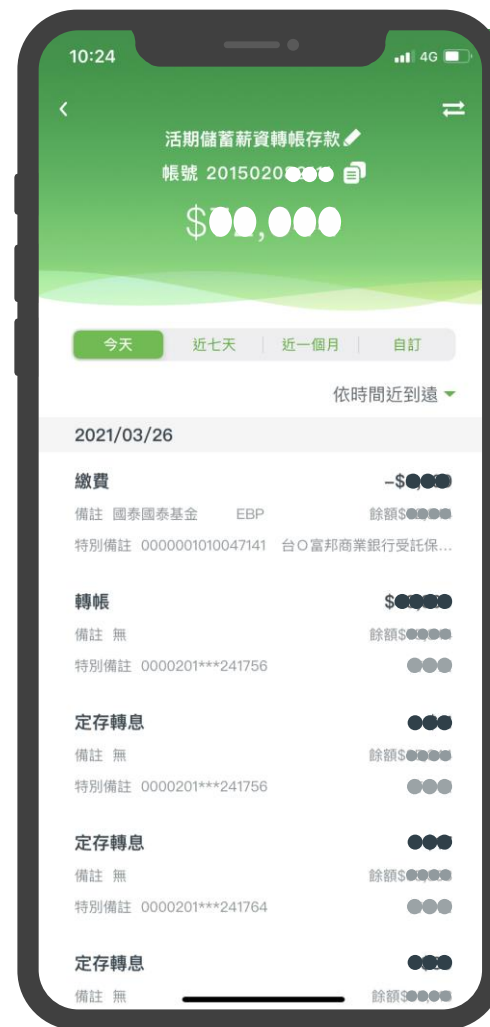 10:24
4G
活期儲蓄薪資轉帳存款
帳號 2015020
今天 近七天 近一個月 自訂
依時間近到遠
2021/03/26
繳費 -$
備註 國泰國泰基金 EBP 餘額$
特別備註 0000001010047141 台O富邦商業銀行受託保...
轉帳 $
備註 無 餘額$
特別備註 0000201***241756
定存轉息
備註 無 餘額$
特別備註 0000201***241756
定存轉息
備註 無 餘額$
特別備註 0000201***241764
定存轉息
備註 無 餘額$